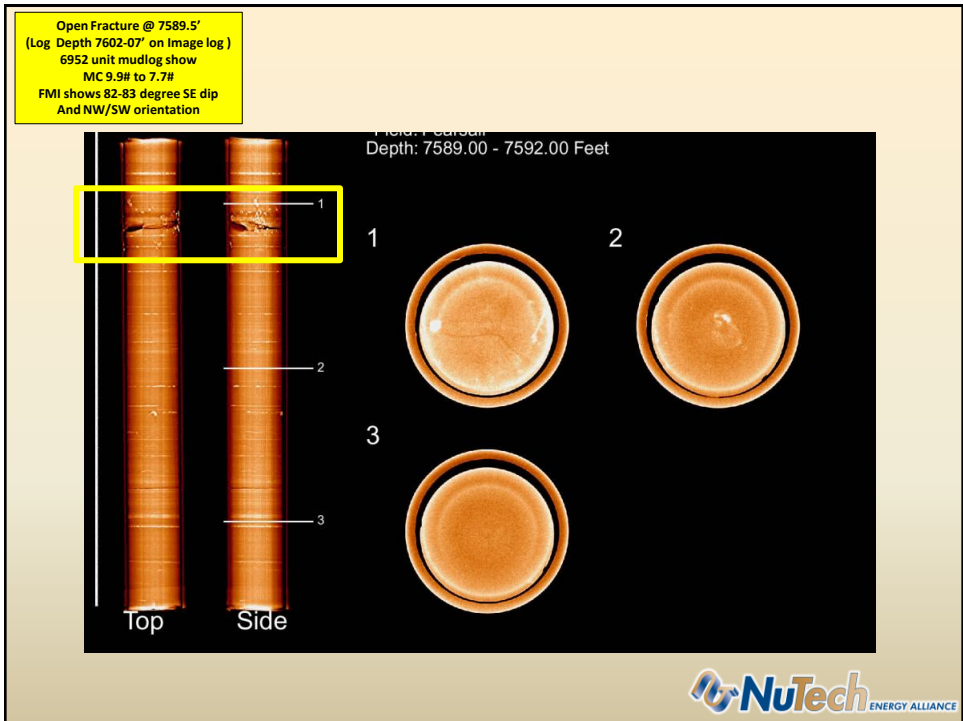 Open Fracture @ 7589.5’
(Log Depth 7602-07’ on Image log )
6952 unit mudlog show
MC 9.9# to 7.7#
FMI shows 82-83 degree SE dip
And NW/SW orientation
Field: Pearsall
Depth: 7589.00 - 7592.00 Feet
1
2
3
1
2
3
Top
Side
NuTech ENERGY ALLIANCE